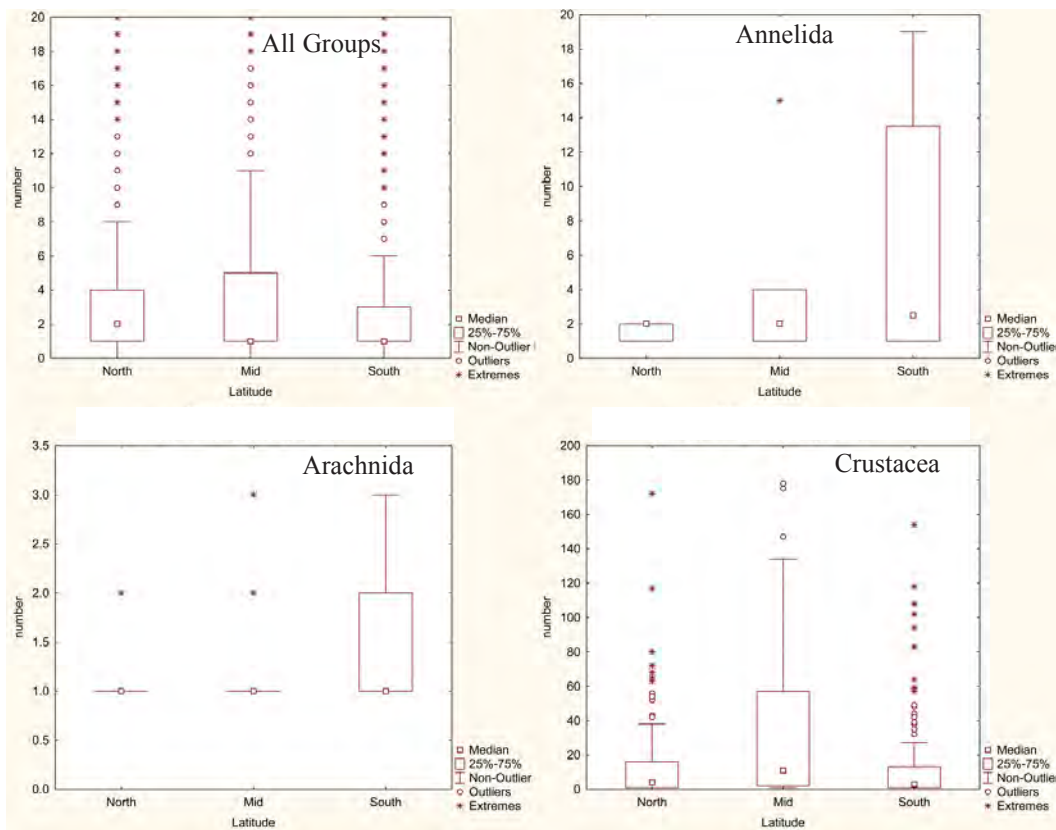 All Groups
number
20
18
16
14
12
10
8
6
4
2
0
North Mid South
Latitude
Median
25%-75%
Non-Outlier
Outliers
Extremes
Annelida
number
20
18
16
14
12
10
8
6
4
2
0
North Mid South
Latitude
Median
25%-75%
Non-Outlier
Outliers
Extremes
Arachnida
number
3.5
3.0
2.5
2.0
1.5
1.0
0.5
0.0
North Mid South
Latitude
Median
25%-75%
Non-Outlier
Outliers
Extremes
Crustacea
number
200
180
160
140
120
100
80
60
40
20
0
North Mid South
Latitude
Median
25%-75%
Non-Outlier
Outliers
Extremes